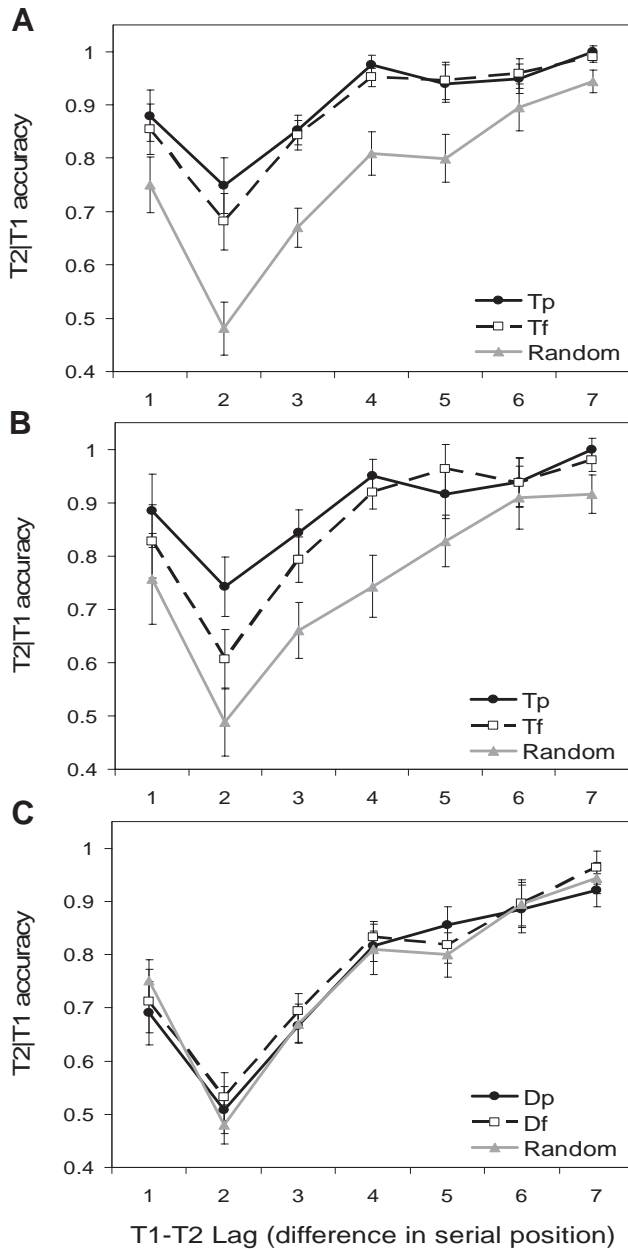 A
1
0.9
0.8
0.7
0.6
0.5
0.4
T2|T1 accuracy
Tp
Tf
Random
1 2 3 4 5 6 7
B
1
0.9
0.8
0.7
0.6
0.5
0.4
T2|T1 accuracy
Tp
Tf
Random
1 2 3 4 5 6 7
C
1
0.9
0.8
0.7
0.6
0.5
0.4
T2|T1 accuracy
Dp
Df
Random
1 2 3 4 5 6 7
T1-T2 Lag (difference in serial position)